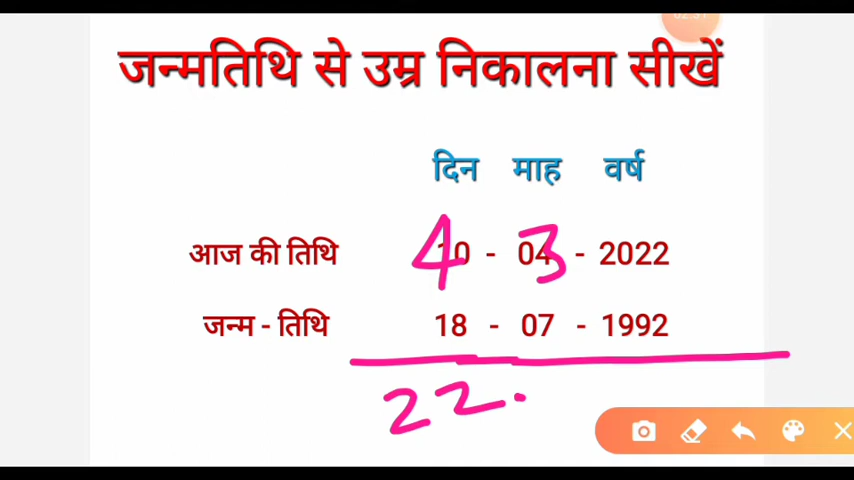 जन्मतिथि से उम्र निकालना सीखें
दिन माह वर्ष
आज की तिथि 10 - 04 - 2022
4 3
जन्म - तिथि 18 - 07 - 1992
22.